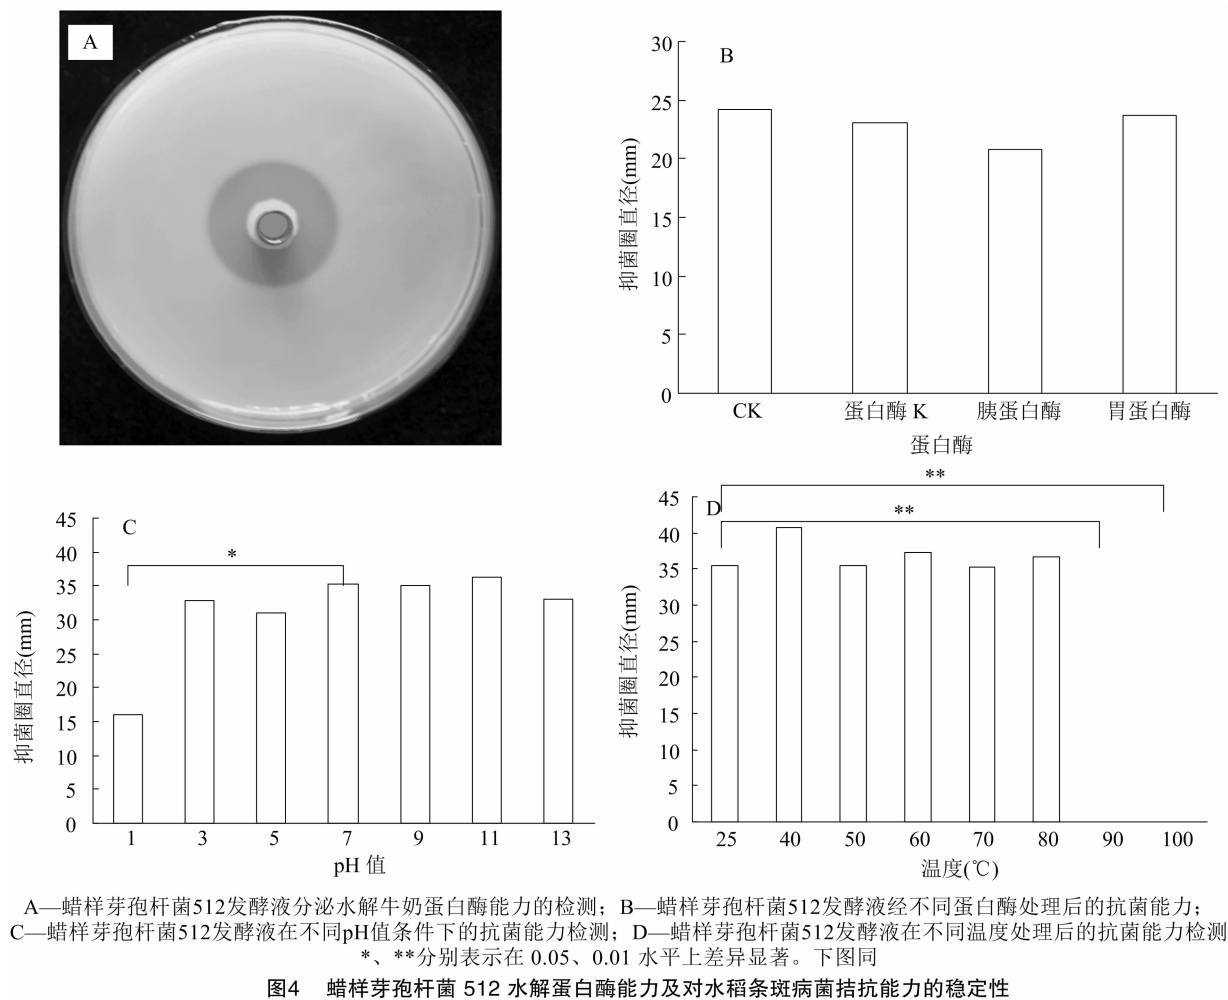 A
B
30
25
20
15
10
5
0
抑菌圈直径(mm)
CK 蛋白酶 K 胰蛋白酶 胃蛋白酶
蛋白酶
C
*
45
40
35
30
25
20
15
10
5
0
抑菌圈直径(mm)
1 3 5 7 9 11 13
pH 值
D
**
**
45
40
35
30
25
20
15
10
5
0
抑菌圈直径(mm)
25 40 50 60 70 80 90 100
温度(℃)
A—蜡样芽孢杆菌512发酵液分泌水解牛奶蛋白酶能力的检测；B—蜡样芽孢杆菌512发酵液经不同蛋白酶处理后的抗菌能力；
C—蜡样芽孢杆菌512发酵液在不同pH值条件下的抗菌能力检测；D—蜡样芽孢杆菌512发酵液在不同温度处理后的抗菌能力检测
*、**分别表示在 0.05、0.01 水平上差异显著。下图同
图4 蜡样芽孢杆菌 512 水解蛋白酶能力及对水稻条斑病菌拮抗能力的稳定性